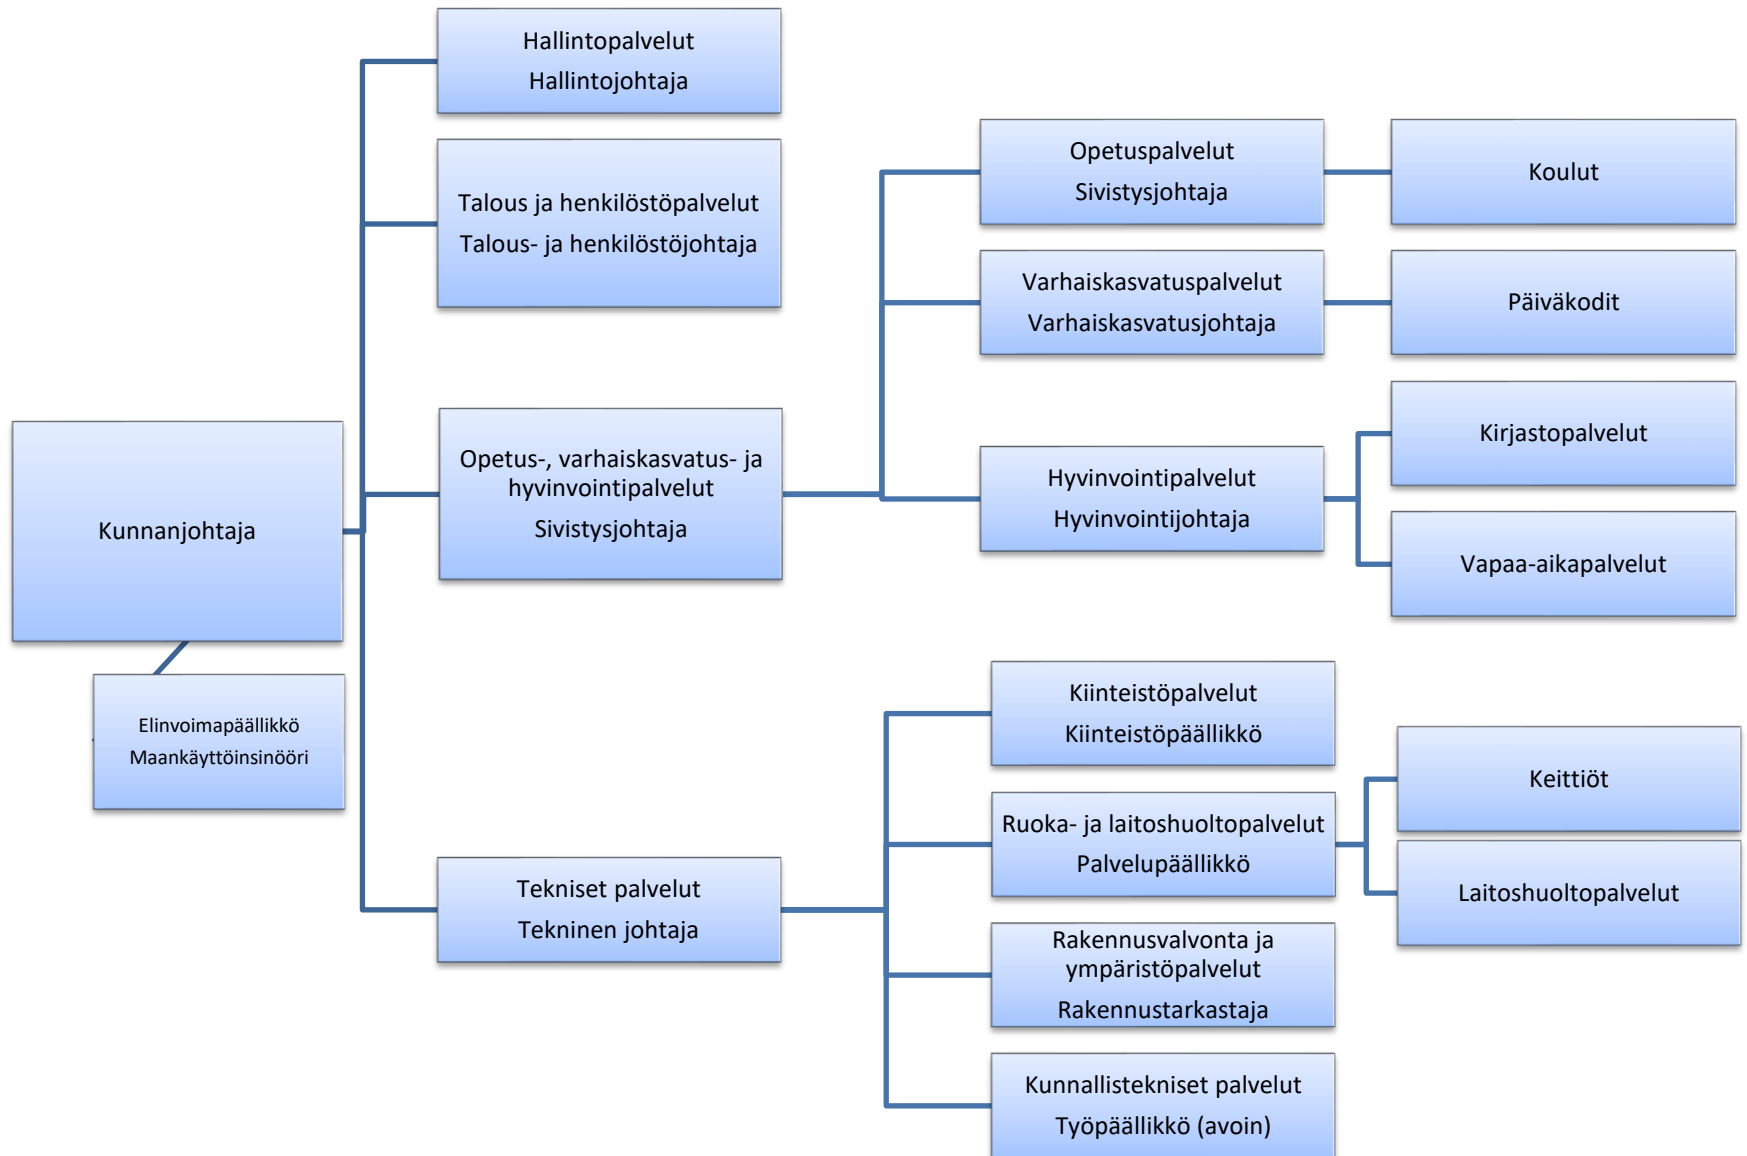 Hallintopalvelut
Hallintojohtaja
Talous ja henkilöstöpalvelut
Talous- ja henkilöstöjohtaja
Opetuspalvelut
Sivistysjohtaja
Koulut
Varhaiskasvatuspalvelut
Varhaiskasvatusjohtaja
Päiväkodit
Kunnanjohtaja
Opetus-, varhaiskasvatus- ja
hyvinvointipalvelut
Sivistysjohtaja
Hyvinvointipalvelut
Hyvinvointijohtaja
Kirjastopalvelut
Vapaa-aikapalvelut
Elinvoimapäällikkö
Maankäyttöinsinööri
Kiinteistöpalvelut
Kiinteistöpäällikkö
Tekniset palvelut
Tekninen johtaja
Ruoka- ja laitoshuoltopalvelut
Palvelupäällikkö
Keittiöt
Laitoshuoltopalvelut
Rakennusvalvonta ja
ympäristöpalvelut
Rakennustarkastaja
Kunnallistekniset palvelut
Työpäällikkö (avoin)